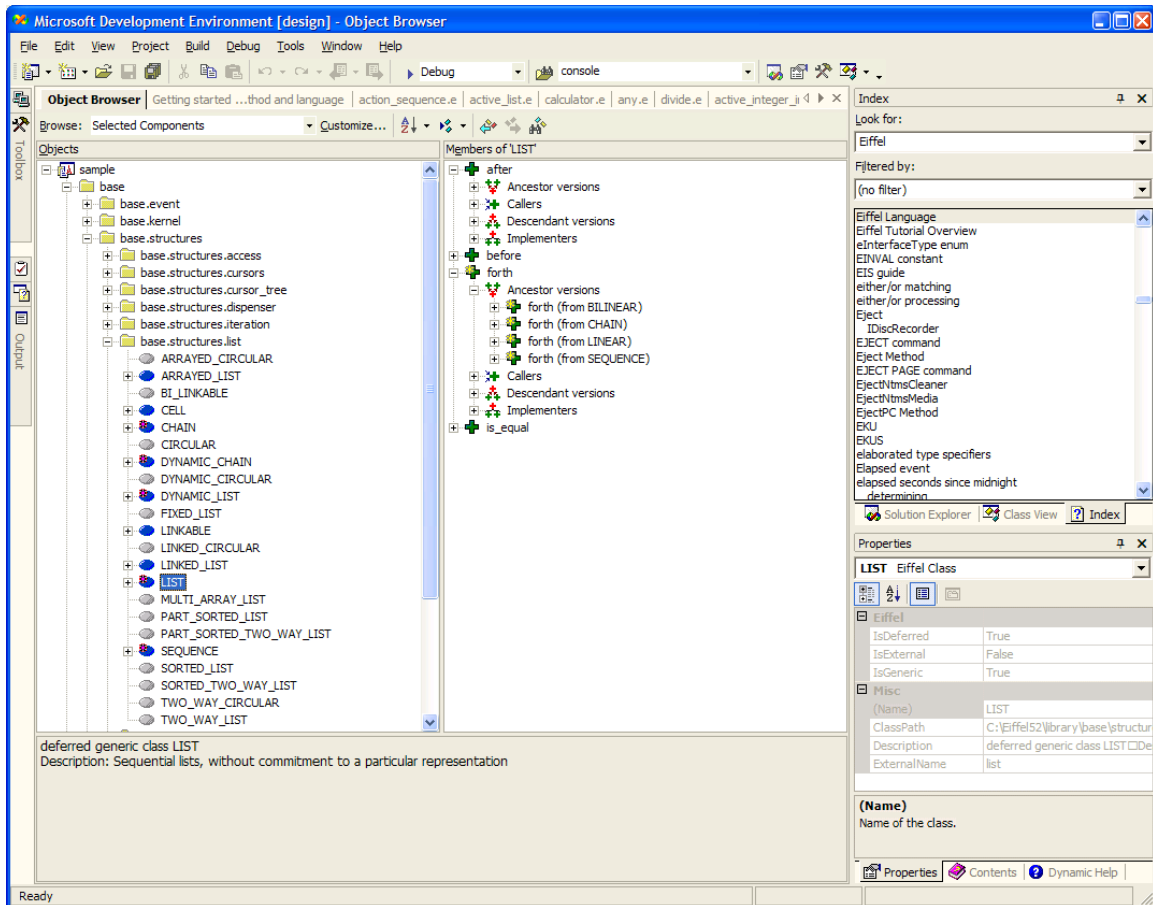 Microsoft Development Environment [design] - Object Browser
File Edit View Project Build Debug Tools Window Help
Debug console
Object Browser Getting started ...thod and language action_sequence.e active_list.e calculator.e any.e divide.e active_integer_i
Browse: Selected Components Customize...
Toolbox
Output
Objects
sample
base
base.event
base.kernel
base.structures
base.structures.access
base.structures.cursors
base.structures.cursor_tree
base.structures.dispenser
base.structures.iteration
base.structures.list
ARRAYED_CIRCULAR
ARRAYED_LIST
BI_LINKABLE
CELL
CHAIN
CIRCULAR
DYNAMIC_CHAIN
DYNAMIC_CIRCULAR
DYNAMIC_LIST
FIXED_LIST
LINKABLE
LINKED_CIRCULAR
LINKED_LIST
LIST
MULTI_ARRAY_LIST
PART_SORTED_LIST
PART_SORTED_TWO_WAY_LIST
SEQUENCE
SORTED_LIST
SORTED_TWO_WAY_LIST
TWO_WAY_CIRCULAR
TWO_WAY_LIST
Members of 'LIST'
after
Ancestor versions
Callers
Descendant versions
Implementers
before
forth
Ancestor versions
forth (from BILINEAR)
forth (from CHAIN)
forth (from LINEAR)
forth (from SEQUENCE)
Callers
Descendant versions
Implementers
is_equal
deferred generic class LIST
Description: Sequential lists, without commitment to a particular representation
Index
Look for:
Eiffel
Filtered by:
(no filter)
Eiffel Language
Eiffel Tutorial Overview
eInterfaceType enum
EINVAL constant
EIS guide
either/or matching
either/or processing
Eject
IDiscRecorder
EJECT command
Eject Method
EJECT PAGE command
EjectNtmsCleaner
EjectNtmsMedia
EjectPC Method
EKU
EKUS
elaborated type specifiers
Elapsed event
elapsed seconds since midnight
determining
Solution Explorer Class View Index
Properties
LIST Eiffel Class
Eiffel
IsDeferred True
IsExternal False
IsGeneric True
Misc
(Name) LIST
ClassPath C:\Eiffel52\library\base\structur
Description deferred generic class LIST□□De
ExternalName list
(Name)
Name of the class.
Properties Contents Dynamic Help
Ready